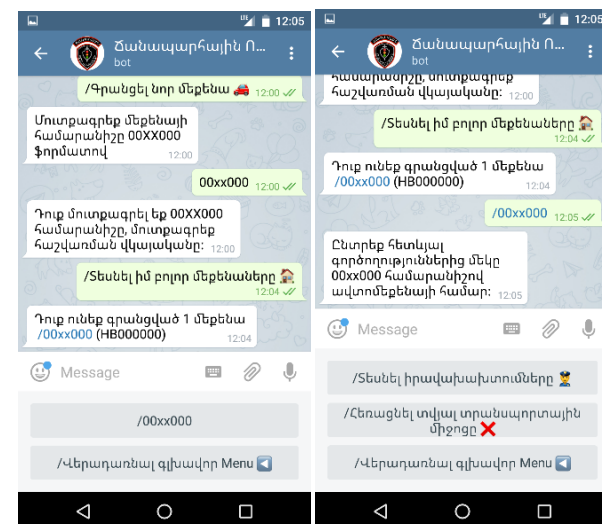 LTE 12:05
Ճանապարհային Ո...
bot
/Գրանցել նոր մեքենա 🚗 12:00
Մուտքագրեք մեքենայի
համարանիշը 00XX000
ֆորմատով 12:00
00xx000 12:00
Դուք մուտքագրել եք 00XX000
համարանիշը, մուտքագրեք
հաշվառման վկայականը: 12:00
/Տեսնել իմ բոլոր մեքենաները 🏠
12:04
Դուք ունեք գրանցված 1 մեքենա
/00xx000 (HB000000) 12:04
Message
/00xx000
/Վերադառնալ գլխավոր Menu ◀
LTE 12:05
Ճանապարհային Ո...
bot
համարանիշը, մուտքագրեք
հաշվառման վկայականը: 12:00
/Տեսնել իմ բոլոր մեքենաները 🏠
12:04
Դուք ունեք գրանցված 1 մեքենա
/00xx000 (HB000000) 12:04
/00xx000 12:05
Ընտրեք հետևյալ
գործողություններից մեկը
00xx000 համարանիշով
ավտոմեքենայի համար: 12:05
Message
/Տեսնել իրավախախտումները 👮
/Հեռացնել տվյալ տրանսպորտային
միջոցը ❌
/Վերադառնալ գլխավոր Menu ◀